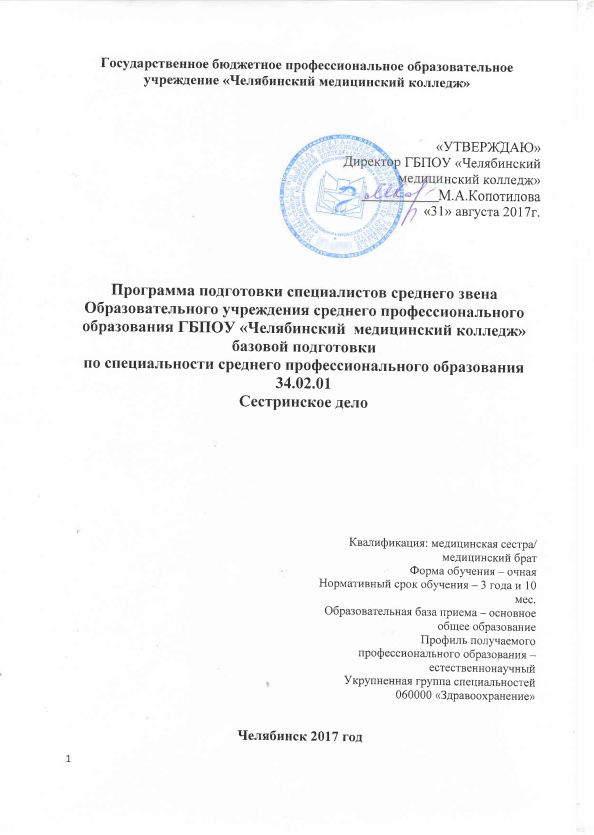 Государственное бюджетное профессиональное образовательное
учреждение «Челябинский медицинский колледж»
«УТВЕРЖДАЮ»
Директор ГБПОУ «Челябинский
медицинский колледж»
М.А.Копотилова
«31» августа 2017г.
Программа подготовки специалистов среднего звена
Образовательного учреждения среднего профессионального
образования ГБПОУ «Челябинский медицинский колледж»
базовой подготовки
по специальности среднего профессионального образования
34.02.01
Сестринское дело
Квалификация: медицинская сестра/
медицинский брат
Форма обучения – очная
Нормативный срок обучения – 3 года и 10
мес.
Образовательная база приема – основное
общее образование
Профиль получаемого
профессионального образования –
естественнонаучный
Укрупненная группа специальностей
060000 «Здравоохранение»
Челябинск 2017 год
1